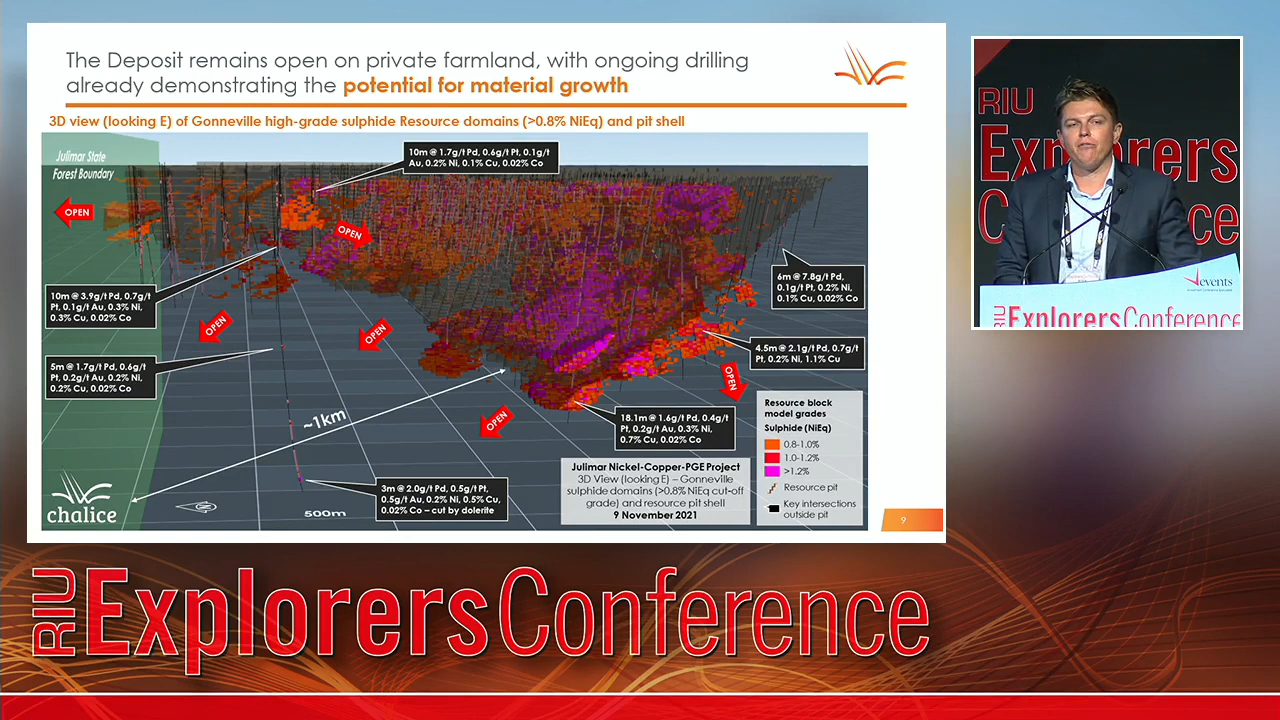 The Deposit remains open on private farmland, with ongoing drilling
already demonstrating the potential for material growth
3D view (looking E) of Gonneville high-grade sulphide Resource domains (>0.8% NiEq) and pit shell
Julimar State
Forest Boundary
OPEN
10m @ 1.7g/t Pd, 0.6g/t Pt, 0.1g/t
Au, 0.2% Ni, 0.1% Cu, 0.02% Co
OPEN
10m @ 3.9g/t Pd, 0.7g/t
Pt, 0.1g/t Au, 0.3% Ni,
0.3% Cu, 0.02% Co
OPEN
OPEN
6m @ 7.8g/t Pd,
0.1g/t Pt, 0.2% Ni,
0.1% Cu, 0.02% Co
5m @ 1.7g/t Pd, 0.6g/t
Pt, 0.2g/t Au, 0.2% Ni,
0.2% Cu, 0.02% Co
4.5m @ 2.1g/t Pd, 0.7g/t
Pt, 0.2% Ni, 1.1% Cu
OPEN
~1km
OPEN
18.1m @ 1.6g/t Pd, 0.4g/t
Pt, 0.2g/t Au, 0.3% Ni,
0.7% Cu, 0.02% Co
3m @ 2.0g/t Pd, 0.5g/t Pt,
0.5g/t Au, 0.2% Ni, 0.5% Cu,
0.02% Co – cut by dolerite
500m
N
chalice
Julimar Nickel-Copper-PGE Project
3D View (looking E) – Gonneville
sulphide domains (>0.8% NiEq cut-off
grade) and resource pit shell
9 November 2021
Resource block
model grades
Sulphide (NiEq)
0.8-1.0%
1.0-1.2%
>1.2%
Resource pit
Key intersections
outside pit
9
RIU
Explorers
Conference
Vevents
RIU ExplorersConference
RIU ExplorersConference